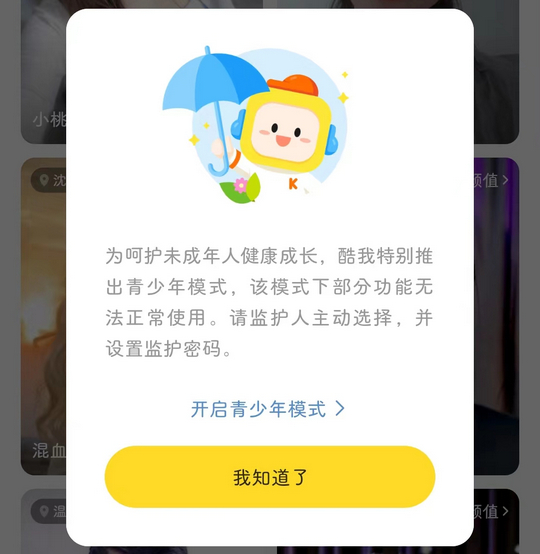 小桃
沈
颜值
K
为呵护未成年人健康成长，酷我特别推
出青少年模式，该模式下部分功能无
法正常使用。请监护人主动选择，并
设置监护密码。
开启青少年模式
我知道了
混血
温
颜值